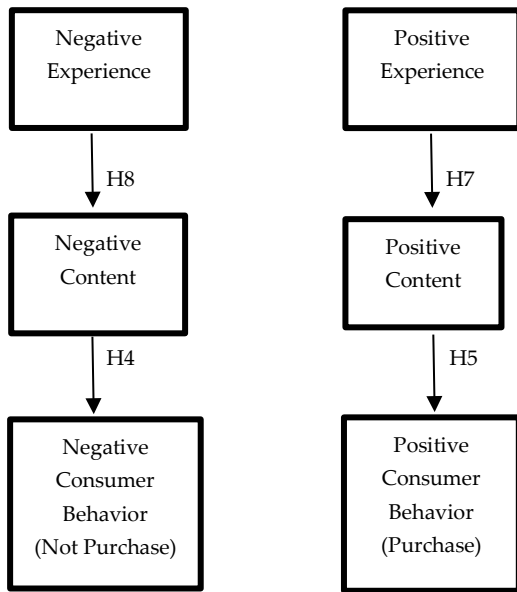 Negative
Experience
Positive
Experience
H8
H7
Negative
Content
Positive
Content
H4
H5
Negative
Consumer
Behavior
(Not Purchase)
Positive
Consumer
Behavior
(Purchase)